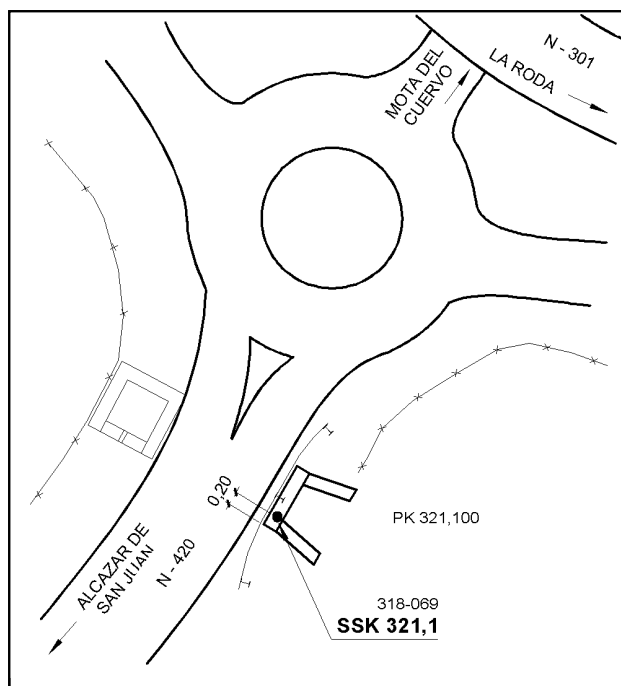 N - 301
LA RODA
MOTA DEL
CUERVO
0,20
PK 321,100
N - 420
ALCAZAR DE
SAN JUAN
318-069
SSK 321,1